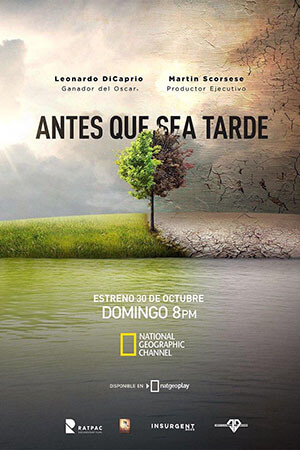 Leonardo DiCaprio
Ganador del Oscar®
Martin Scorsese
Productor Ejecutivo
ANTES QUE SEA TARDE
ESTRENO 30 DE OCTUBRE
DOMINGO 8PM
NATIONAL
GEOGRAPHIC
CHANNEL
DISPONIBLE EN natgeoplay
RATPAC
INSURGENT